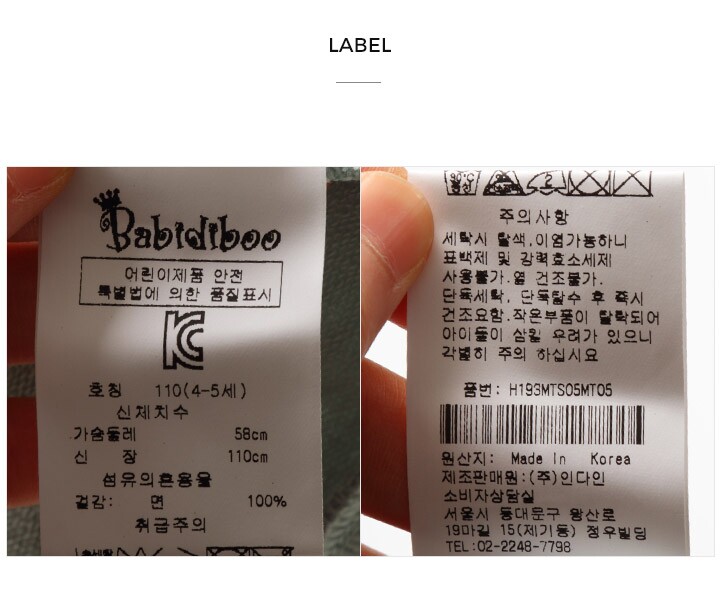 LABEL
Babidiboo
어린이제품 안전
특별법에 의한 품질표시
호칭 110(4-5세)
신체치수
가슴둘레 58cm
신 장 110cm
섬유의혼용율
겉감: 면 100%
취급주의
주의사항
세탁시 탈색,이염가능하니
표백제 및 강력효소세제
사용불가.열 건조불가.
단독세탁, 단독탈수 후 즉시
건조요함.작은부품이 탈락되어
아이들이 삼킬 우려가 있으니
각별히 주의 하십시요
품번: H193MTS05MT05
원산지: Made in Korea
제조판매원:(주)인다인
소비자상담실
서울시 동대문구 왕산로
19마길 15(제기동) 정우빌딩
TEL:02-2248-7798